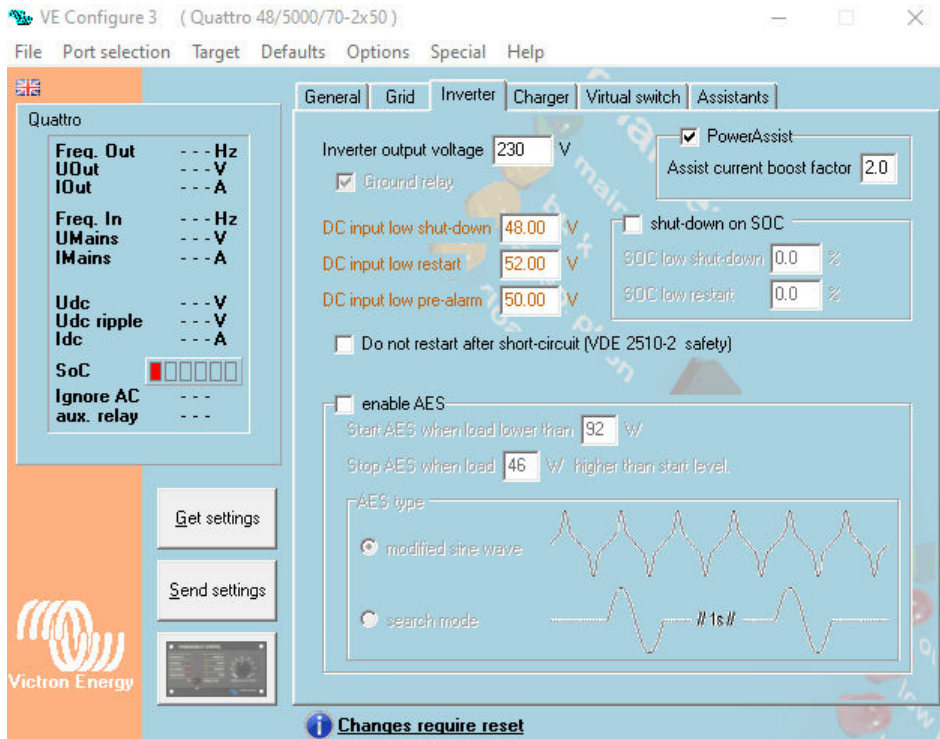 VE Configure 3 ( Quattro 48/5000/70-2x50 )
File Port selection Target Defaults Options Special Help
General Grid Inverter Charger Virtual switch Assistants
Quattro
Freq. Out - - - Hz
UOut - - - V
IOut - - - A
Freq. In - - - Hz
UMains - - - V
IMains - - - A
Udc - - - V
Udc ripple - - - V
Idc - - - A
SoC
Ignore AC - - -
aux. relay - - -
Get settings
Send settings
Victron Energy
Inverter output voltage 230 V
Ground relay
PowerAssist
Assist current boost factor 2.0
DC input low shut-down 48.00 V
DC input low restart 52.00 V
DC input low pre-alarm 50.00 V
shut-down on SOC
SOC low shut-down 0.0 %
SOC low restart 0.0 %
Do not restart after short-circuit (VDE 2510-2 safety)
enable AES
Start AES when load lower than 92 W
Stop AES when load 46 W higher than start level.
AES type
modified sine wave
search mode
// 1s //
Changes require reset